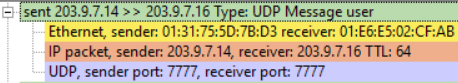 sent 203.9.7.14 >> 203.9.7.16 Type: UDP Message user
Ethernet, sender: 01:31:75:5D:7B:D3 receiver: 01:E6:E5:02:CF:AB
IP packet, sender: 203.9.7.14, receiver: 203.9.7.16 TTL: 64
UDP, sender port: 7777, receiver port: 7777